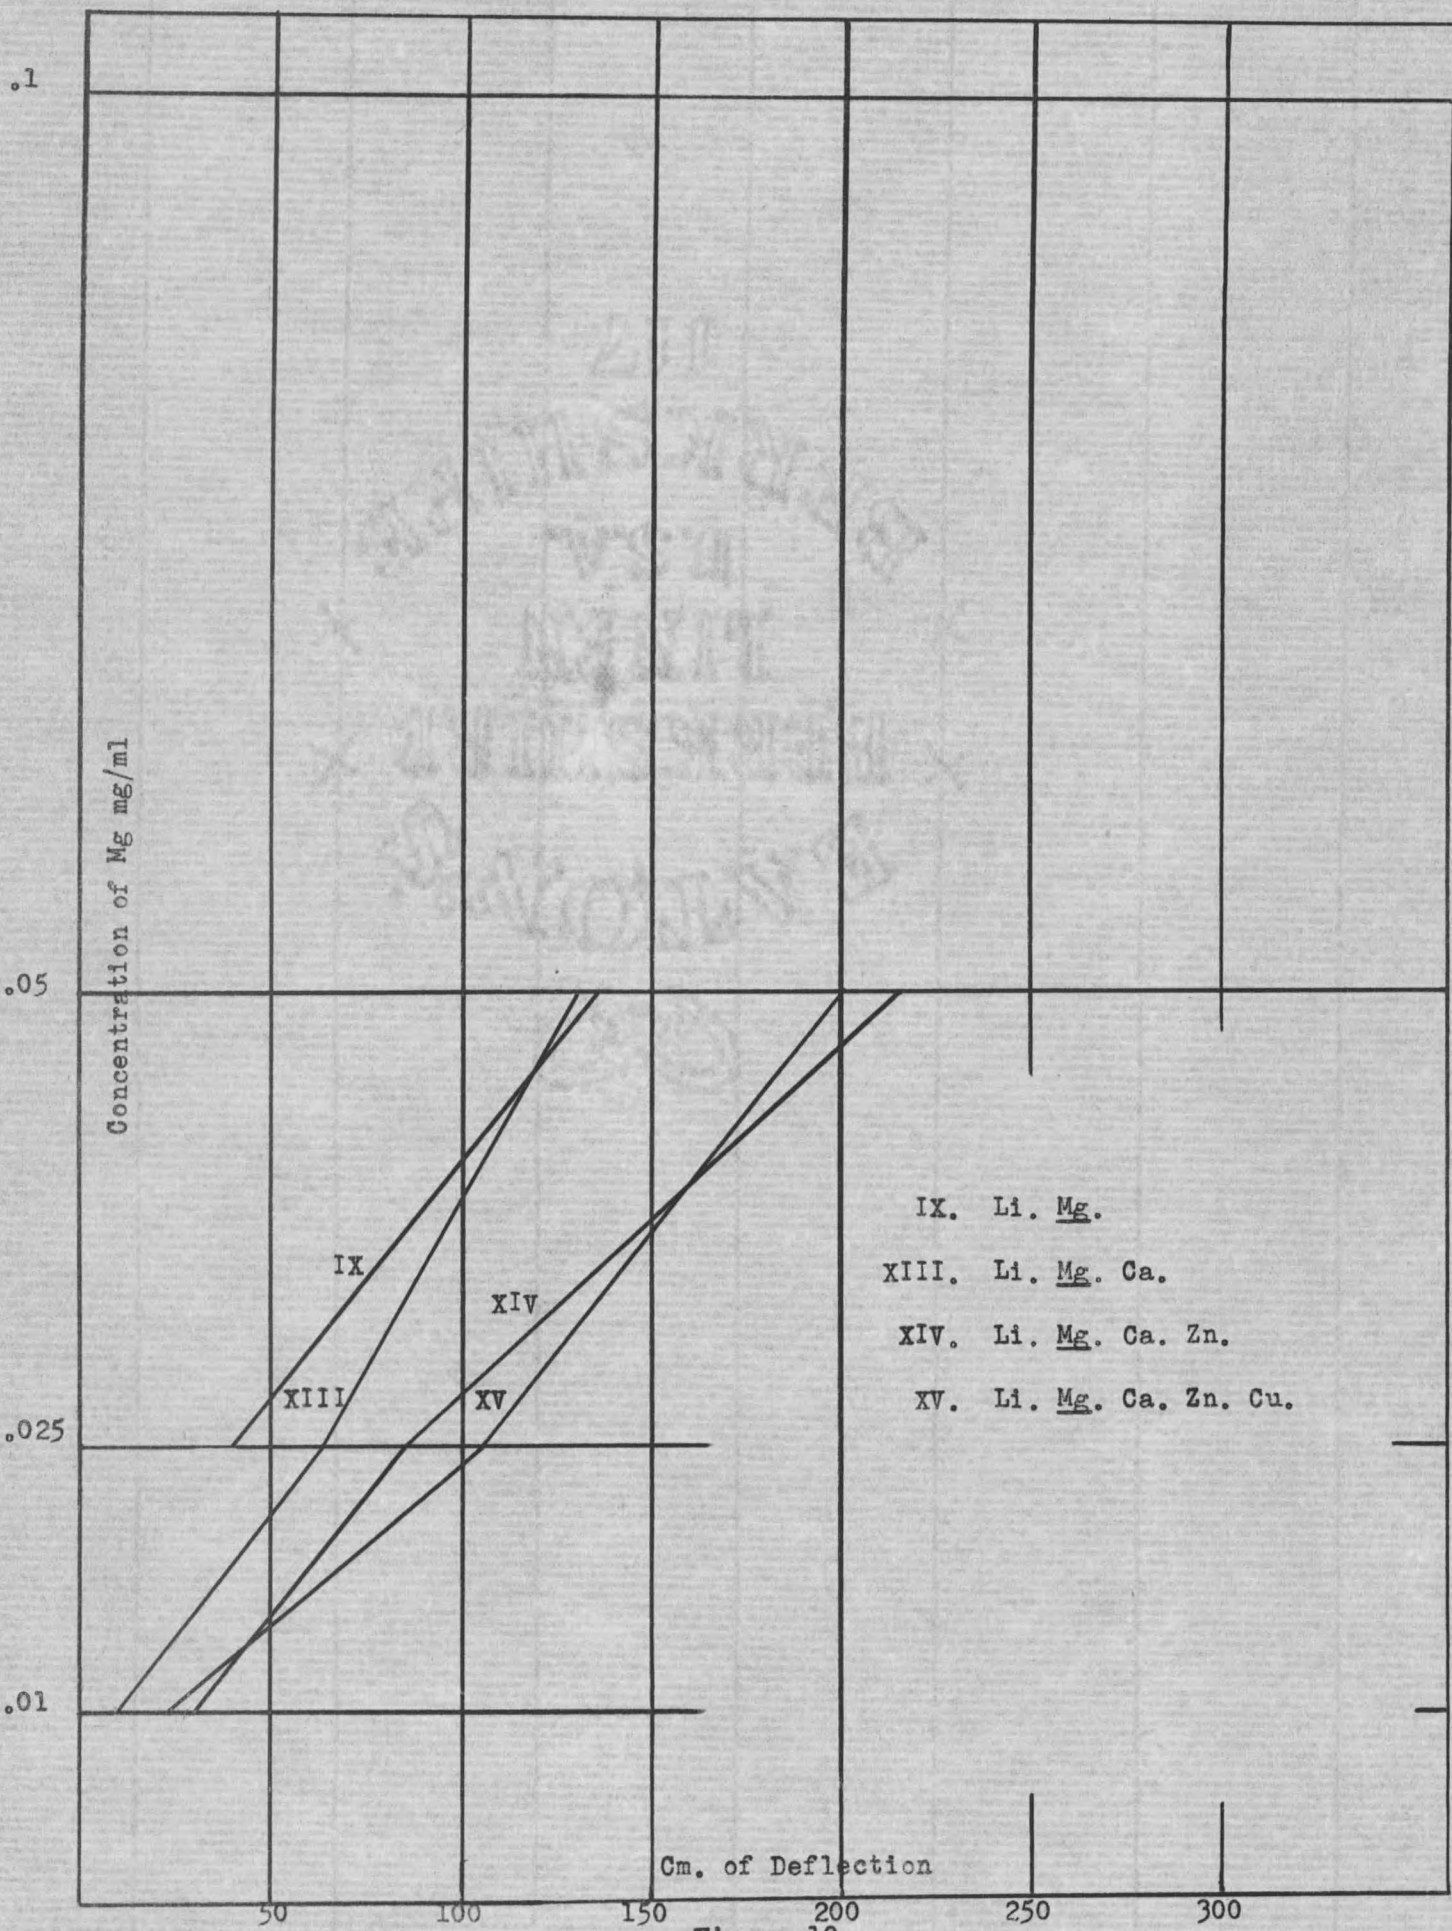 .1
Concentration of Mg mg/ml
.05
IX. Li. Mg.
IX
XIII. Li. Mg. Ca.
XIV
XIV. Li. Mg. Ca. Zn.
XIII
XV
XV. Li. Mg. Ca. Zn. Cu.
.025
.01
Cm. of Deflection
50 100 150 200 250 300